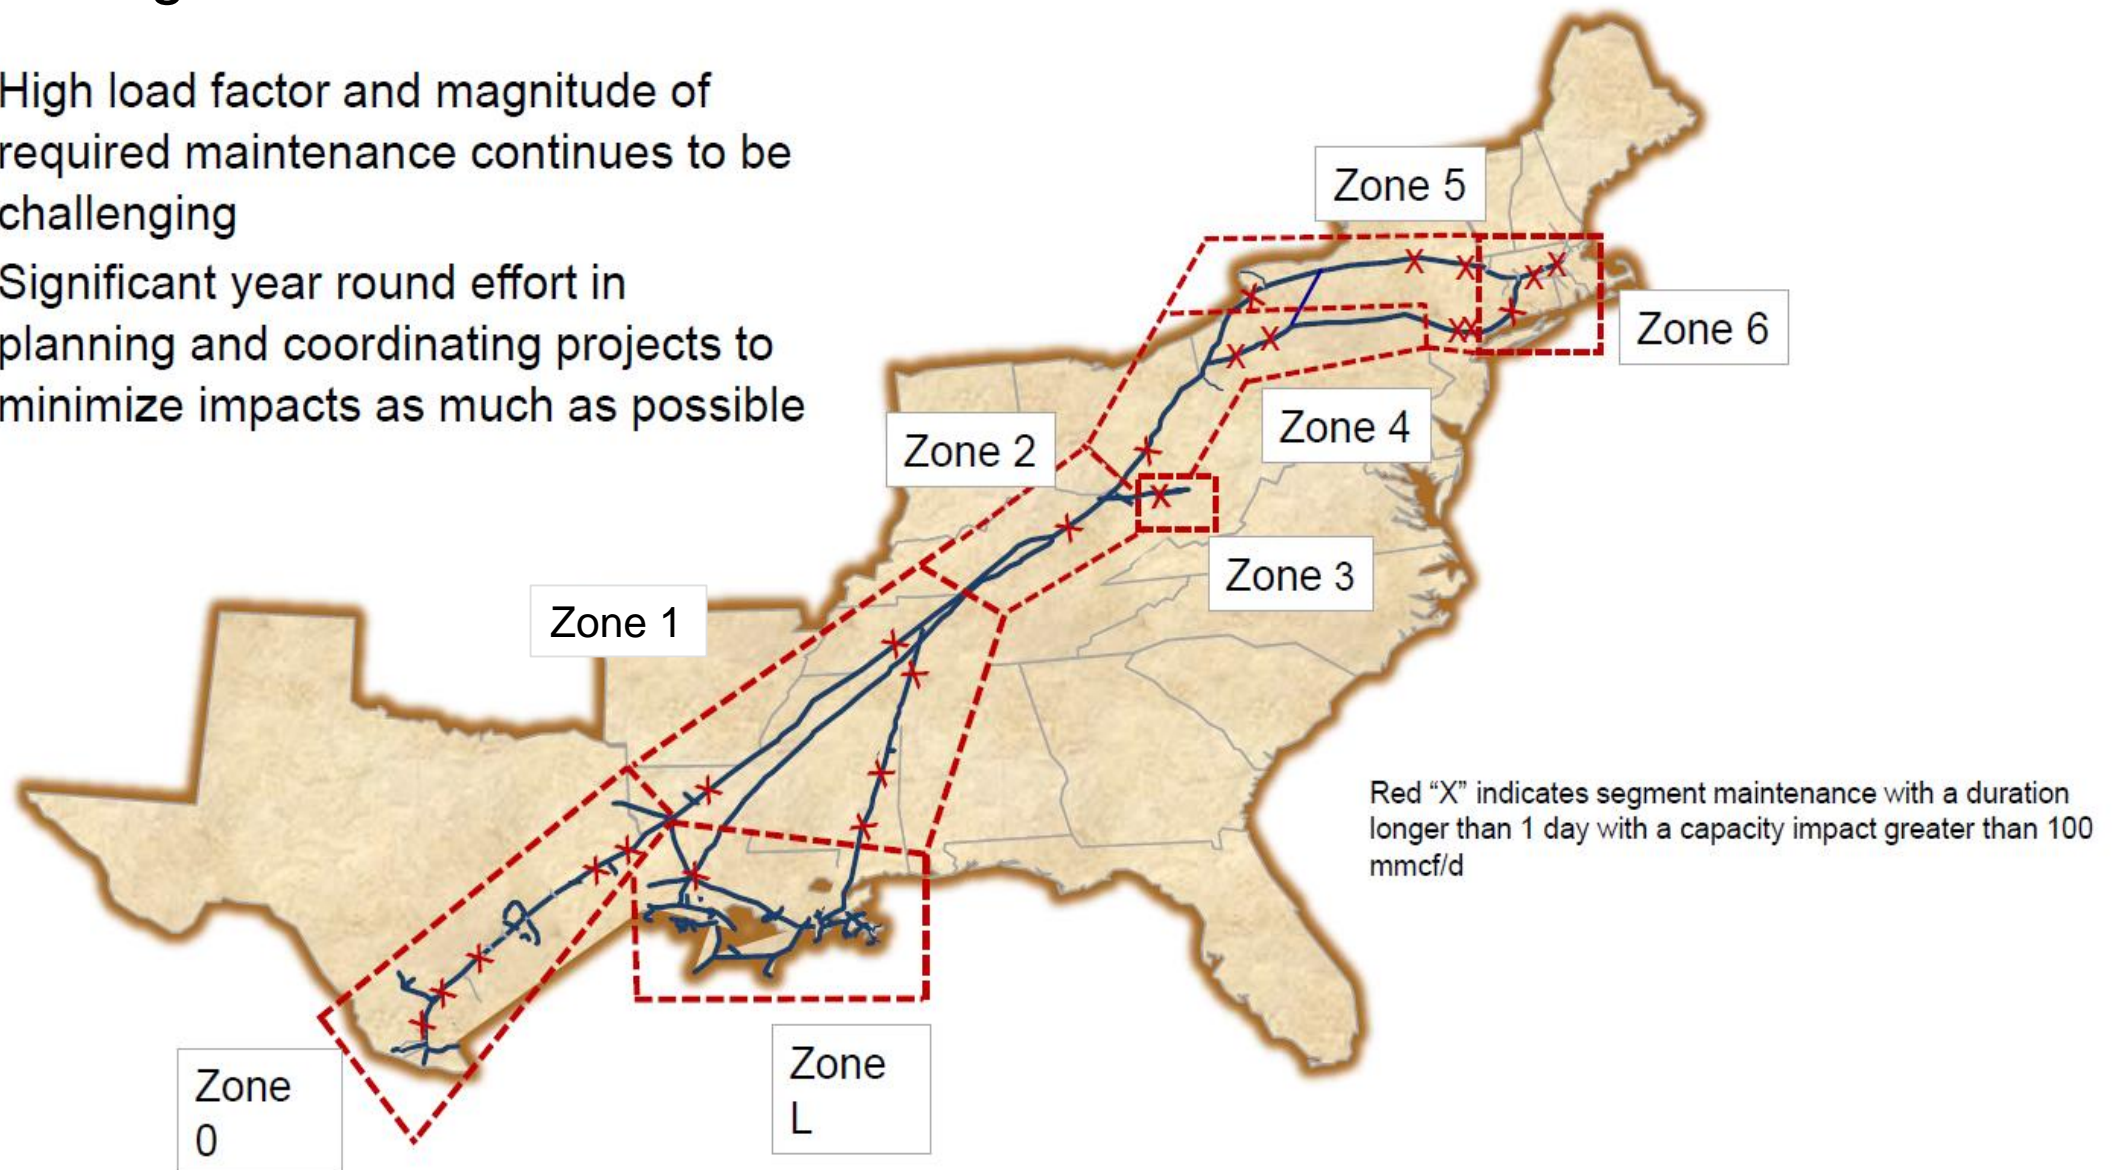 High load factor and magnitude of
required maintenance continues to be
challenging
Significant year round effort in
planning and coordinating projects to
minimize impacts as much as possible
Zone 5
Zone 6
Zone 4
Zone 2
Zone 3
Zone 1
Red “X” indicates segment maintenance with a duration
longer than 1 day with a capacity impact greater than 100
mmcf/d
Zone
L
Zone
0